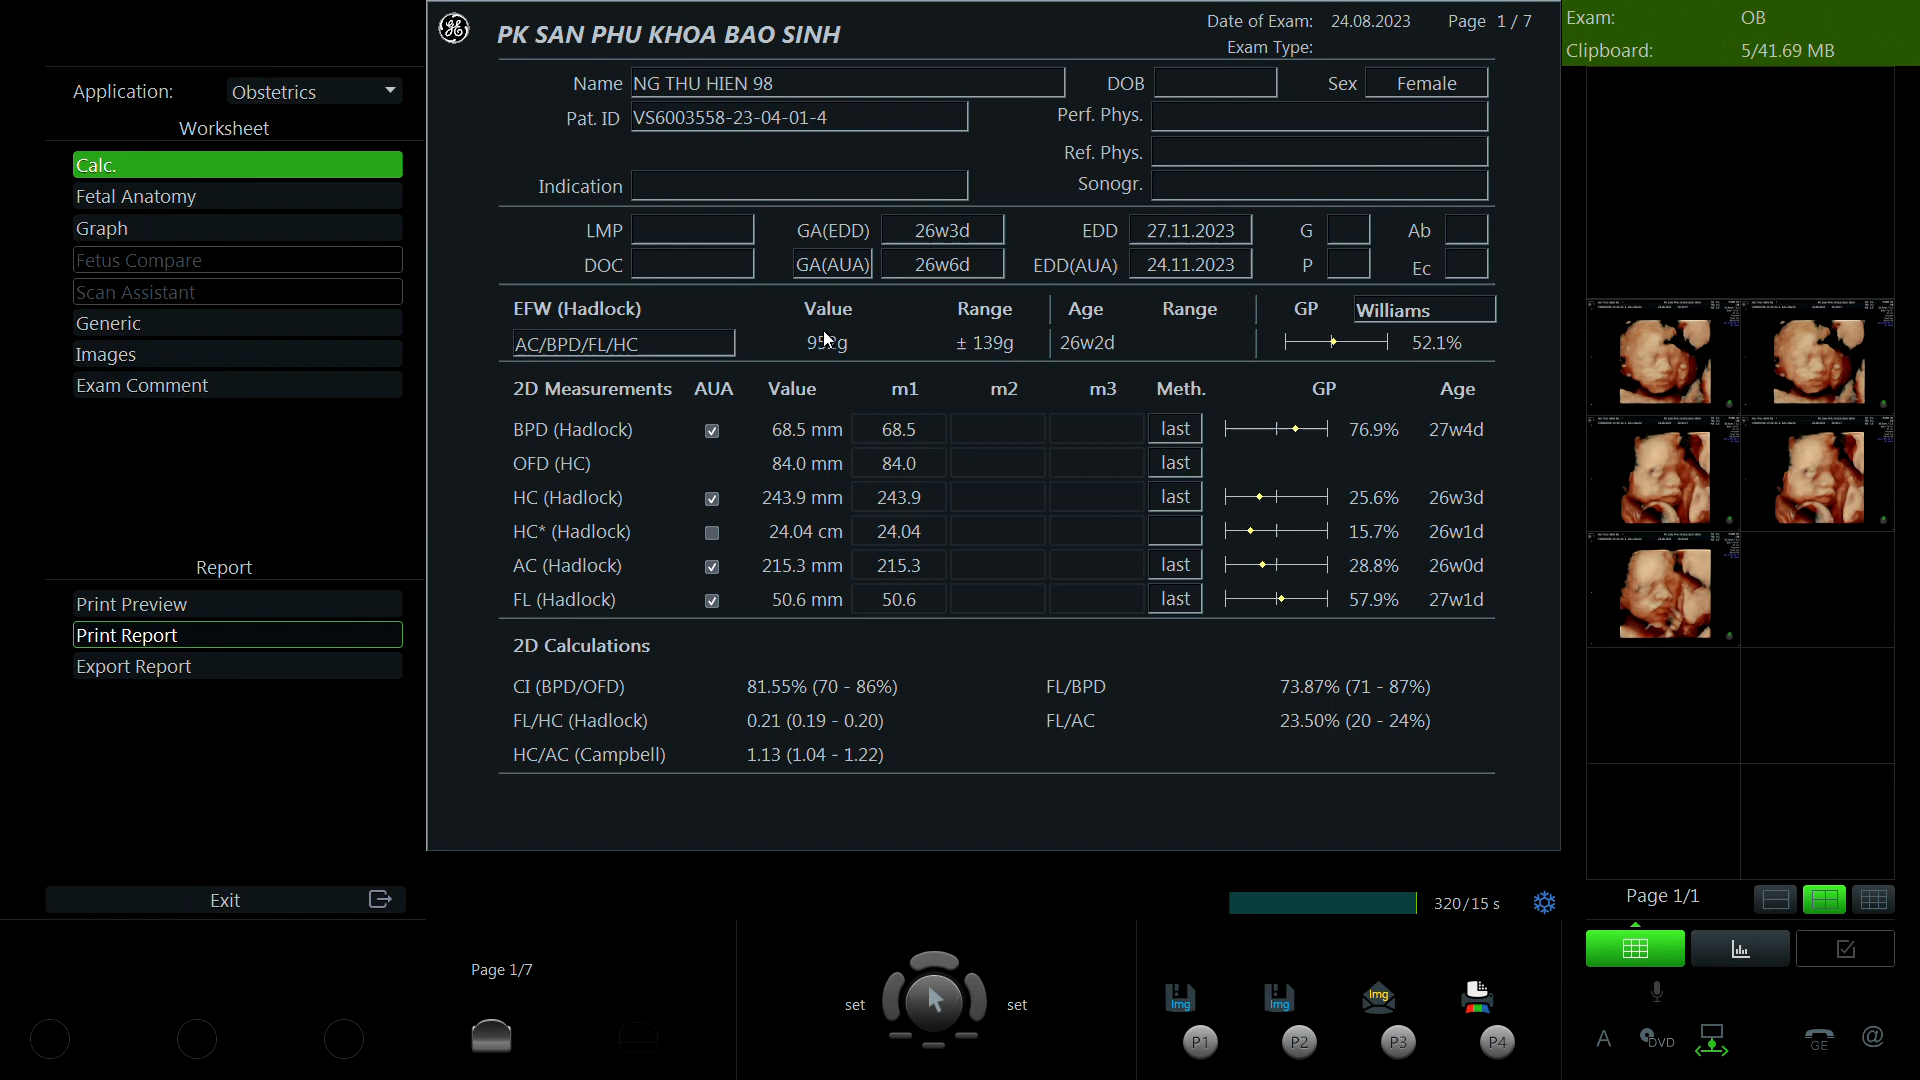 PK SAN PHU KHOA BAO SINH
Date of Exam: 24.08.2023 Page 1 / 7
Exam Type:
Exam: OB
Clipboard: 5/41.69 MB
Application: Obstetrics
Worksheet
Calc.
Fetal Anatomy
Graph
Fetus Compare
Scan Assistant
Generic
Images
Exam Comment
Report
Print Preview
Print Report
Export Report
Exit
Name NG THU HIEN 98 DOB Sex Female
Pat. ID VS6003558-23-04-01-4 Perf. Phys.
Ref. Phys.
Indication Sonogr.
LMP GA(EDD) 26w3d EDD 27.11.2023 G Ab
DOC GA(AUA) 26w6d EDD(AUA) 24.11.2023 P Ec
EFW (Hadlock) Value Range Age Range GP Williams
AC/BPD/FL/HC ± 139g 26w2d 52.1%
2D Measurements AUA Value m1 m2 m3 Meth. GP Age
BPD (Hadlock) 68.5 mm 68.5 last 76.9% 27w4d
OFD (HC) 84.0 mm 84.0 last
HC (Hadlock) 243.9 mm 243.9 last 25.6% 26w3d
HC* (Hadlock) 24.04 cm 24.04 15.7% 26w1d
AC (Hadlock) 215.3 mm 215.3 last 28.8% 26w0d
FL (Hadlock) 50.6 mm 50.6 last 57.9% 27w1d
2D Calculations
CI (BPD/OFD) 81.55% (70 - 86%) FL/BPD 73.87% (71 - 87%)
FL/HC (Hadlock) 0.21 (0.19 - 0.20) FL/AC 23.50% (20 - 24%)
HC/AC (Campbell) 1.13 (1.04 - 1.22)
320/15 s
Page 1/1
Page 1/7
set set
Img Img Img
P1 P2 P3 P4
A DVD GE @